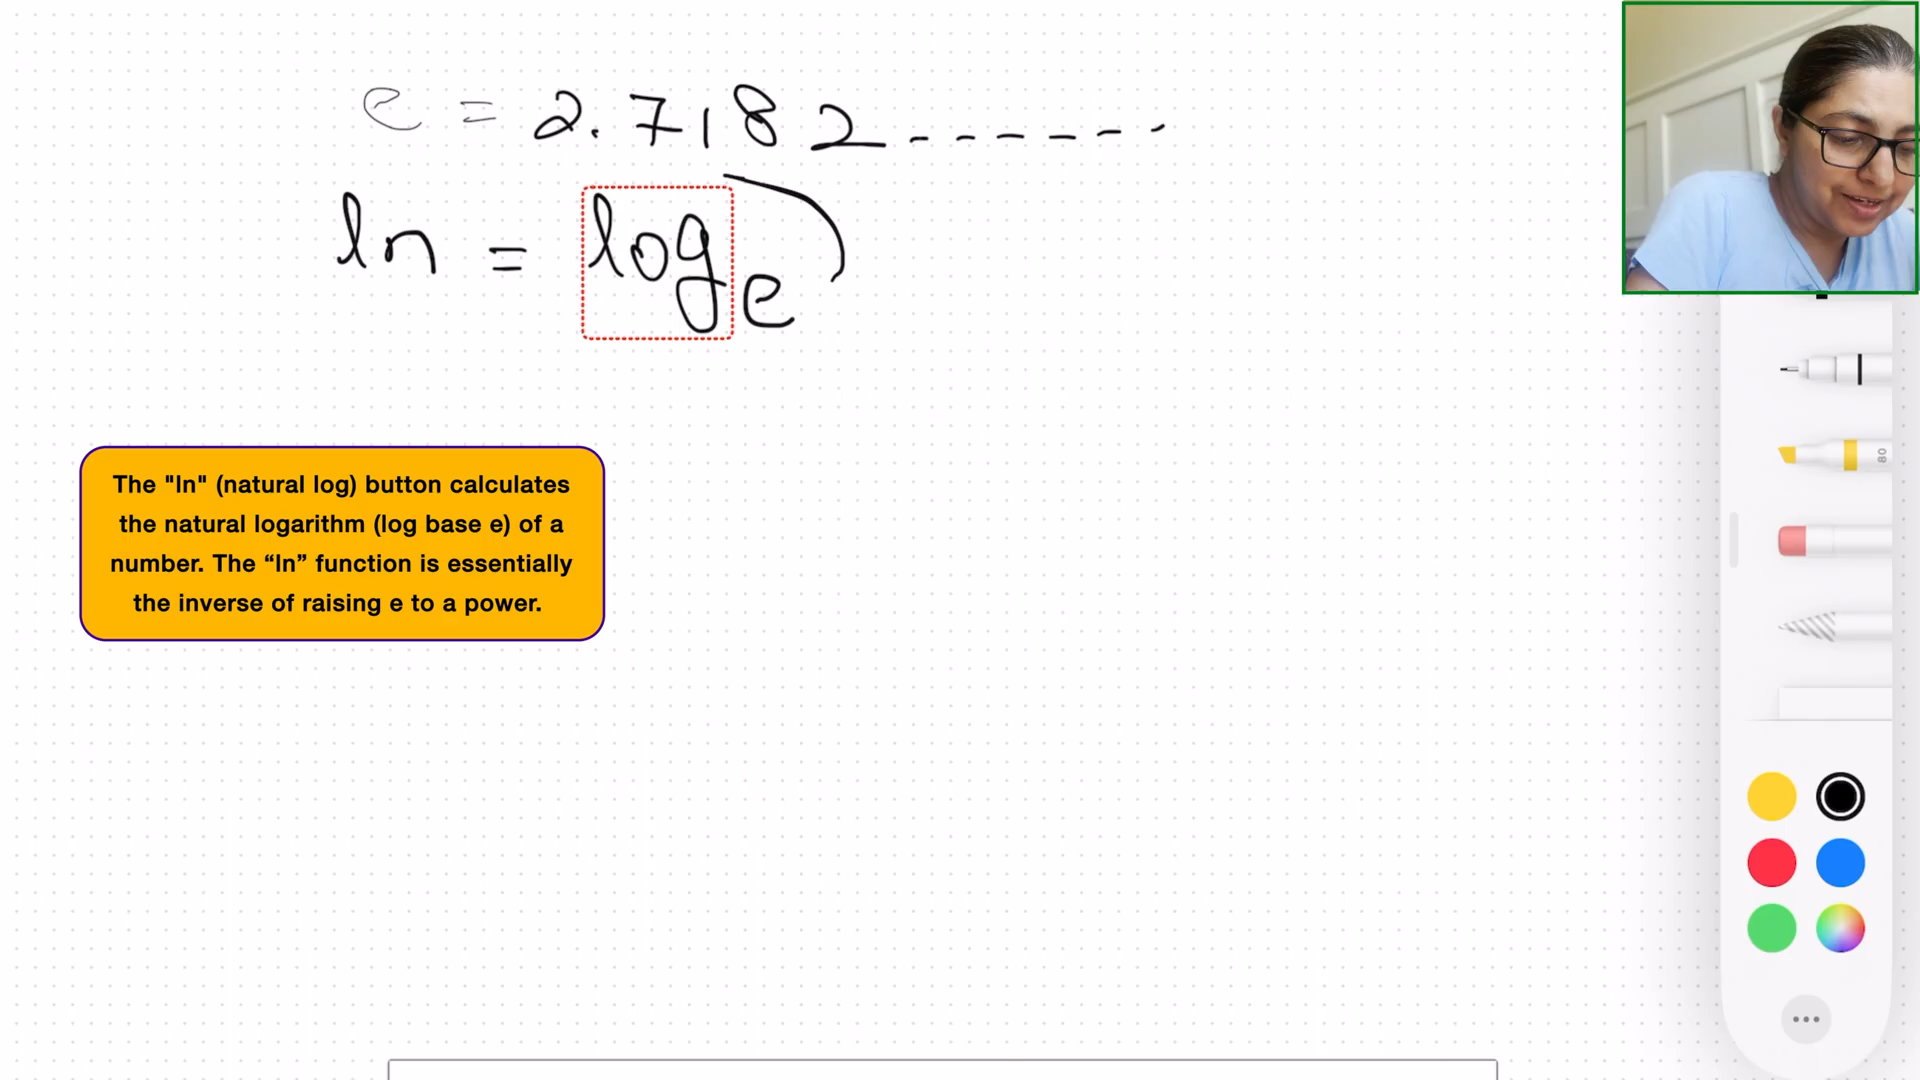 e = 2.7182------
ln = log e
The "ln" (natural log) button calculates
the natural logarithm (log base e) of a
number. The “ln” function is essentially
the inverse of raising e to a power.
80